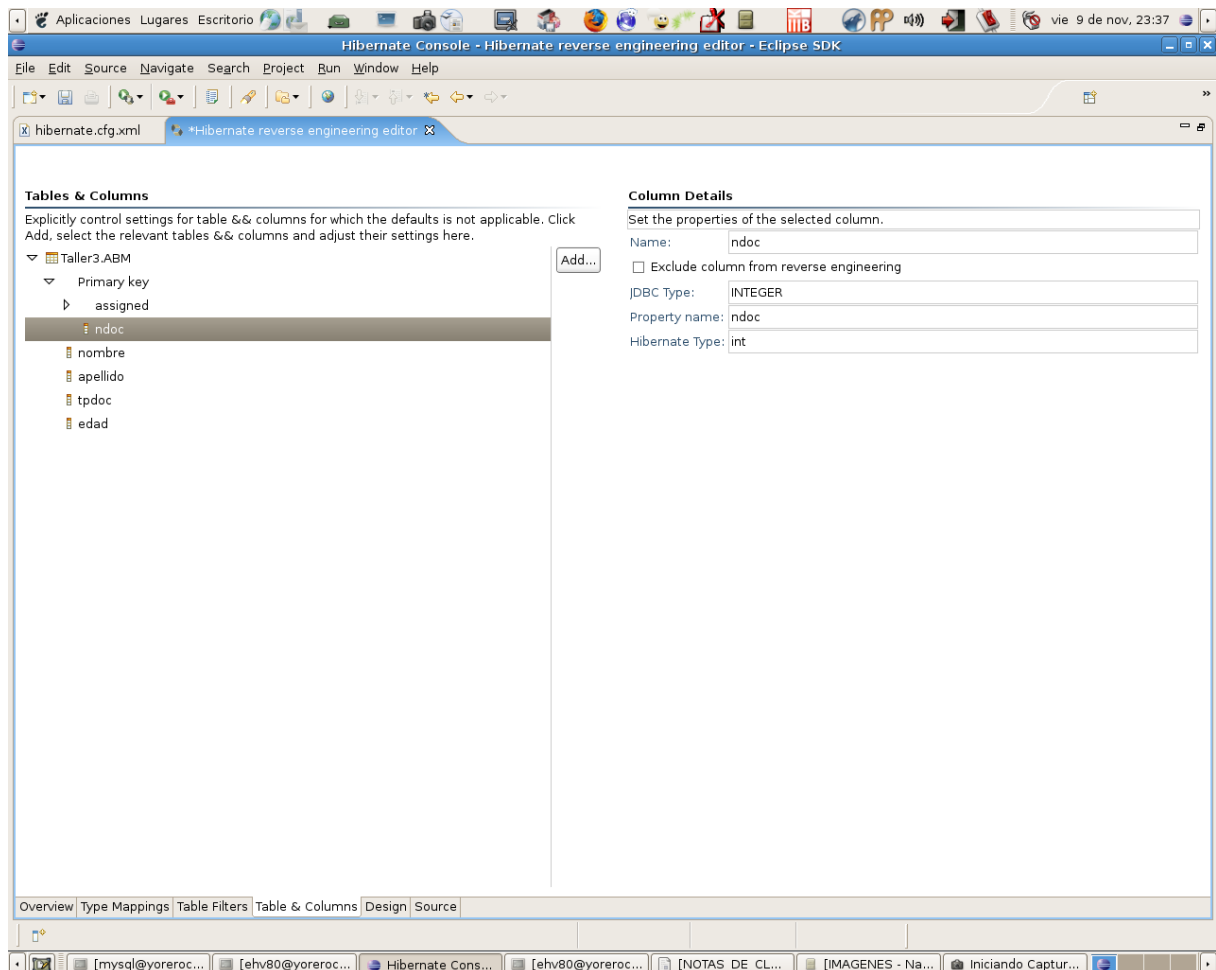 Aplicaciones Lugares Escritorio
vie 9 de nov, 23:37
Hibernate Console - Hibernate reverse engineering editor - Eclipse SDK
File Edit Source Navigate Search Project Run Window Help
hibernate.cfg.xml
*Hibernate reverse engineering editor
Tables & Columns
Explicitly control settings for table && columns for which the defaults is not applicable. Click
Add, select the relevant tables && columns and adjust their settings here.
Taller3.ABM
Primary key
assigned
ndoc
nombre
apellido
tpdoc
edad
Add...
Column Details
Set the properties of the selected column.
Name: ndoc
Exclude column from reverse engineering
JDBC Type: INTEGER
Property name: ndoc
Hibernate Type: int
Overview Type Mappings Table Filters Table & Columns Design Source
[mysql@yoreroc... [ehv80@yoreroc... Hibernate Cons... [ehv80@yoreroc... [NOTAS_DE_CL... [IMAGENES - Na... Iniciando Captur...